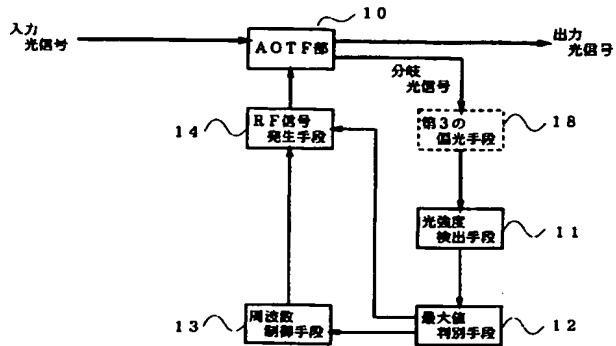 10
入力
光信号
AOTF部
出力
光信号
分岐
光信号
14
RF信号
発生手段
第3の
偏光手段
18
光強度
検出手段
11
13
周波数
制御手段
最大値
判別手段
12